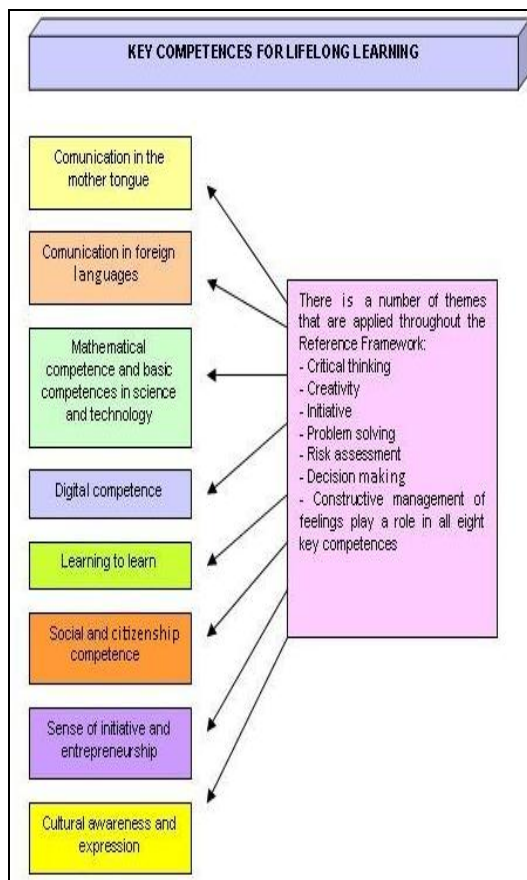 KEY COMPETENCES FOR LIFELONG LEARNING
Comunication in the
mother tongue
Comunication in foreign
languages
Mathematical
competence and basic
competences in science
and technology
Digital competence
Learning to learn
Social and citizenship
competence
Sense of initiative and
entrepreneurship
Cultural awareness and
expression
There is a number of themes
that are applied throughout the
Reference Framework:
- Critical thinking
- Creativity
- Initiative
- Problem solving
- Risk assessment
- Decision making
- Constructive management of
feelings play a role in all eight
key competences